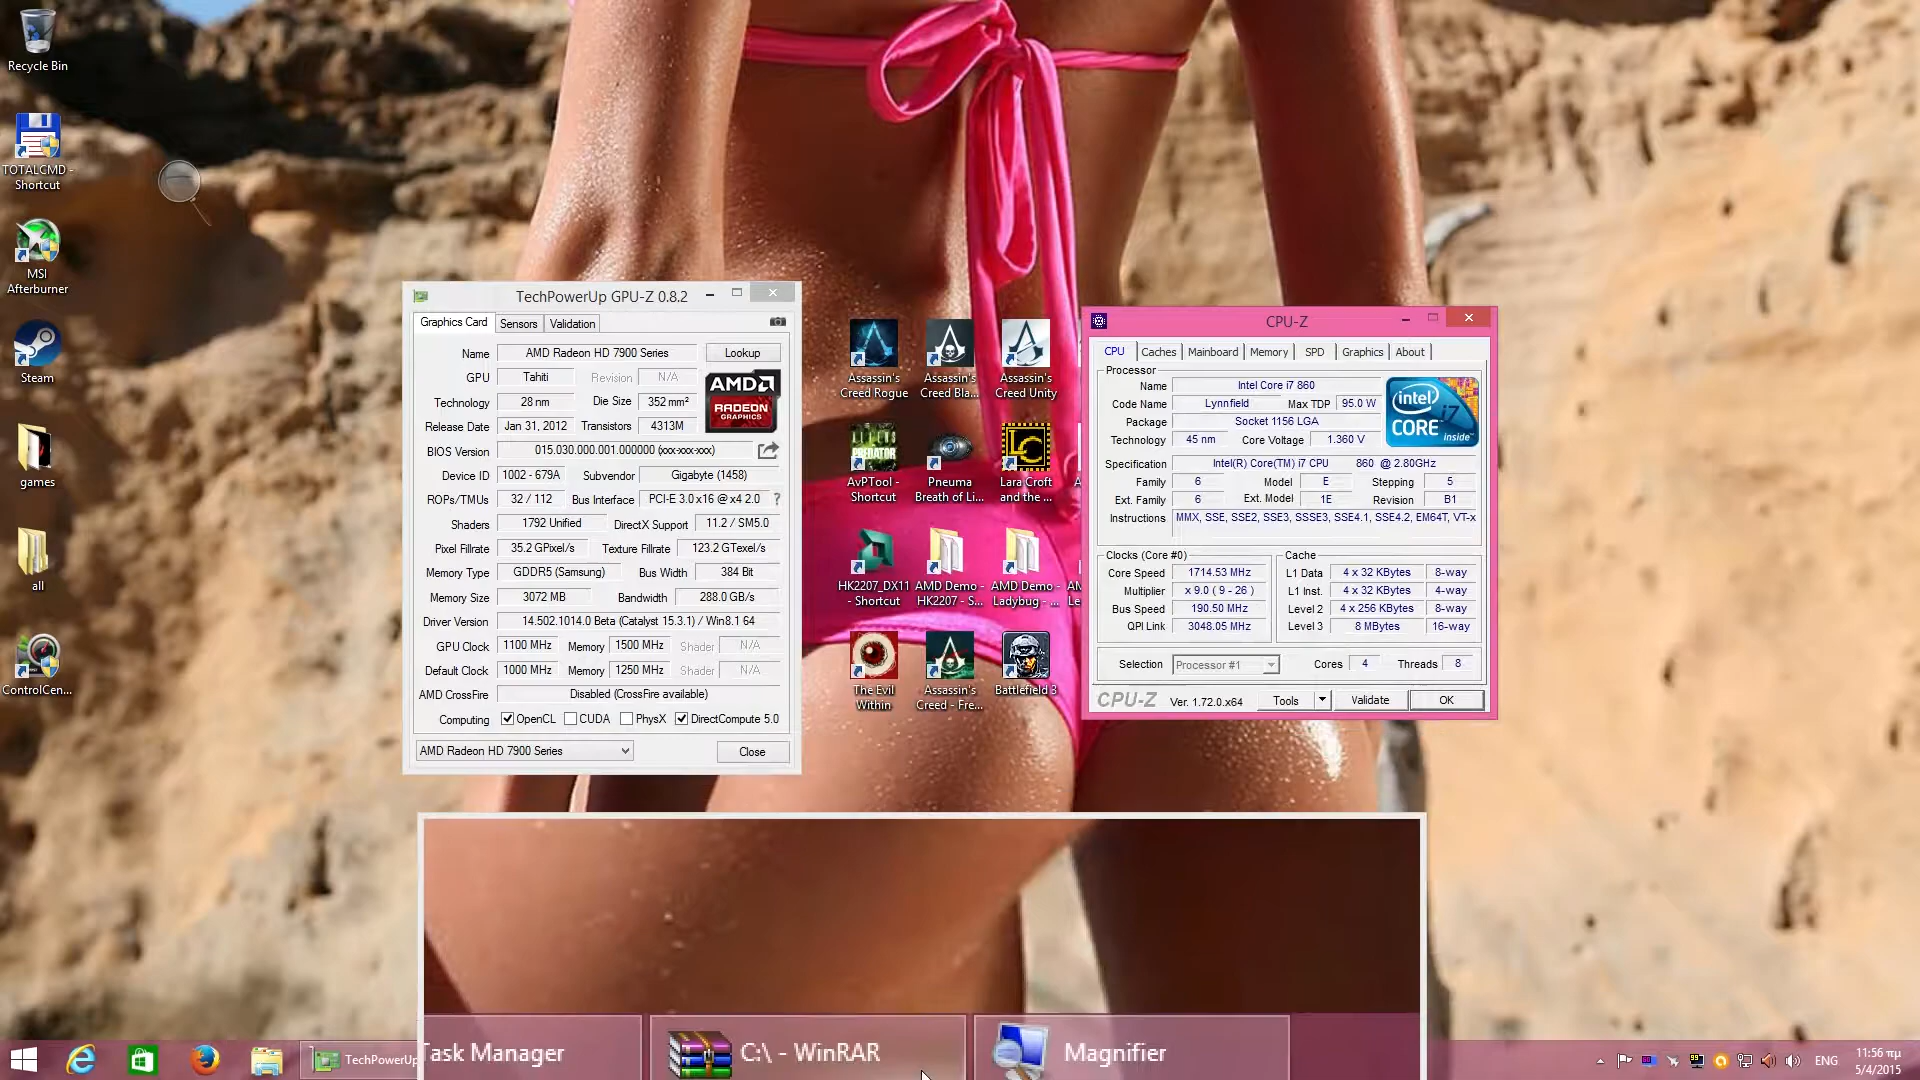 Recycle Bin
TOTALCMD -
Shortcut
MSI
Afterburner
Steam
games
all
ControlCen...
TechPowerUp GPU-Z 0.8.2
Graphics Card Sensors Validation
Name AMD Radeon HD 7900 Series Lookup
GPU Tahiti Revision N/A
AMD
RADEON
GRAPHICS
Technology 28 nm Die Size 352 mm²
Release Date Jan 31, 2012 Transistors 4313M
BIOS Version 015.030.000.001.000000 (xxx-xxx-xxx)
Device ID 1002 - 679A Subvendor Gigabyte (1458)
ROPs/TMUs 32 / 112 Bus Interface PCI-E 3.0 x16 @ x4 2.0 ?
Shaders 1792 Unified DirectX Support 11.2 / SM5.0
Pixel Fillrate 35.2 GPixel/s Texture Fillrate 123.2 GTexel/s
Memory Type GDDR5 (Samsung) Bus Width 384 Bit
Memory Size 3072 MB Bandwidth 288.0 GB/s
Driver Version 14.502.1014.0 Beta (Catalyst 15.3.1) / Win8.1 64
GPU Clock 1100 MHz Memory 1500 MHz Shader N/A
Default Clock 1000 MHz Memory 1250 MHz Shader N/A
AMD CrossFire Disabled (CrossFire available)
Computing OpenCL CUDA PhysX DirectCompute 5.0
AMD Radeon HD 7900 Series Close
Assassin's
Creed Rogue
Assassin's
Creed Bla...
Assassin's
Creed Unity
ALIENS
PREDATOR
AvPTool -
Shortcut
Pneuma
Breath of Li...
LC
Lara Croft
and the ...
HK2207_DX11
- Shortcut
AMD Demo -
HK2207 - S...
AMD Demo -
Ladybug - ...
The Evil
Within
Assassin's
Creed - Fre...
Battlefield 3
CPU-Z
CPU Caches Mainboard Memory SPD Graphics About
Processor
Name Intel Core i7 860
Code Name Lynnfield Max TDP 95.0 W
Package Socket 1156 LGA
Technology 45 nm Core Voltage 1.360 V
intel
CORE i7
inside
Specification Intel(R) Core(TM) i7 CPU 860 @ 2.80GHz
Family 6 Model E Stepping 5
Ext. Family 6 Ext. Model 1E Revision B1
Instructions MMX, SSE, SSE2, SSE3, SSSE3, SSE4.1, SSE4.2, EM64T, VT-x
Clocks (Core #0) Cache
Core Speed 1714.53 MHz L1 Data 4 x 32 KBytes 8-way
Multiplier x 9.0 ( 9 - 26 ) L1 Inst. 4 x 32 KBytes 4-way
Bus Speed 190.50 MHz Level 2 4 x 256 KBytes 8-way
QPI Link 3048.05 MHz Level 3 8 MBytes 16-way
Selection Processor #1 Cores 4 Threads 8
CPU-Z Ver. 1.72.0.x64 Tools Validate OK
TechPowerUp Task Manager C:\ - WinRAR Magnifier
ENG
11:56 πμ
5/4/2015